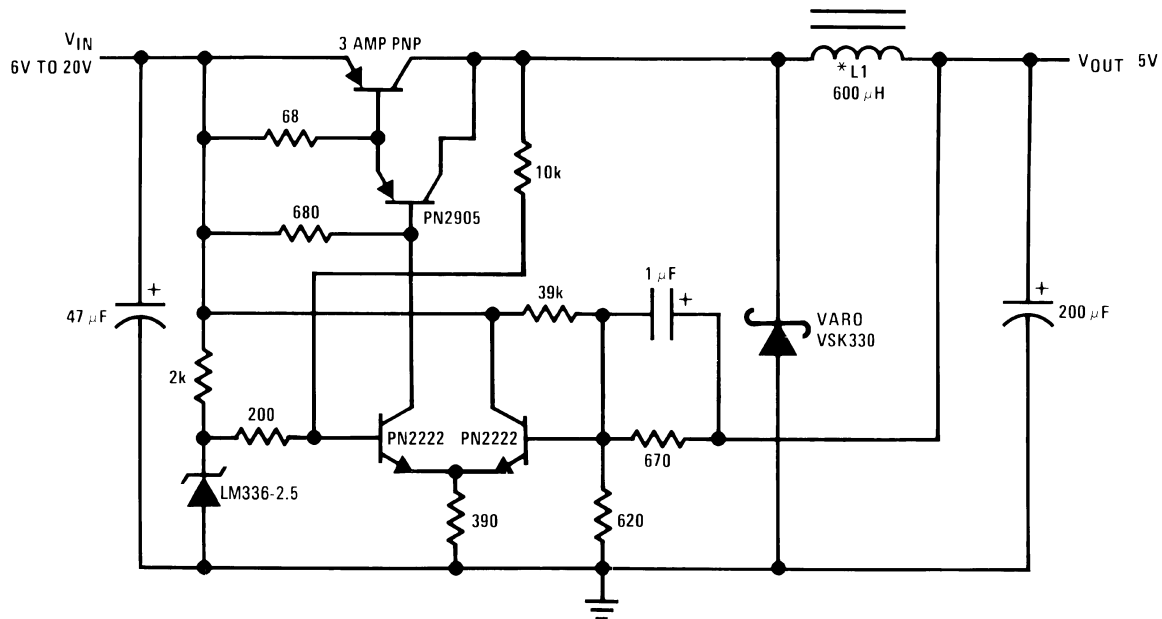 V_IN
6V TO 20V
3 AMP PNP
*L1
600 μH
V_OUT 5V
68
10k
PN2905
680
1 μF
+
39k
+
47 μF
VARO
VSK330
+
200 μF
2k
200
PN2222
PN2222
670
LM336-2.5
390
620